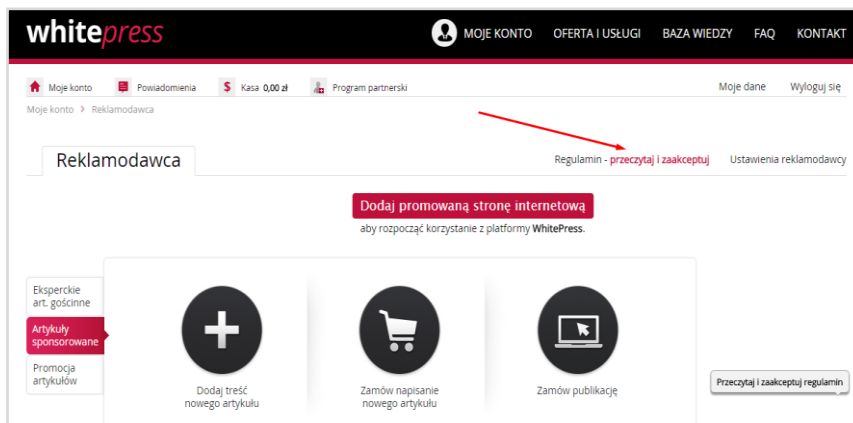 whitepress
MOJE KONTO OFERTA I USŁUGI BAZA WIEDZY FAQ KONTAKT
Moje konto Powiadomienia $ Kasa 0,00 zł Program partnerski Moje dane Wyloguj się
Moje konto > Reklamodawca
Reklamodawca
Regulamin - przeczytaj i zaakceptuj Ustawienia reklamodawcy
Dodaj promowaną stronę internetową
aby rozpocząć korzystanie z platformy WhitePress.
Eksperckie
art. gościnne
Artykuły
sponsorowane
Promocja
artykułów
Dodaj treść
nowego artykułu
Zamów napisanie
nowego artykułu
Zamów publikację
Przeczytaj i zaakceptuj regulamin